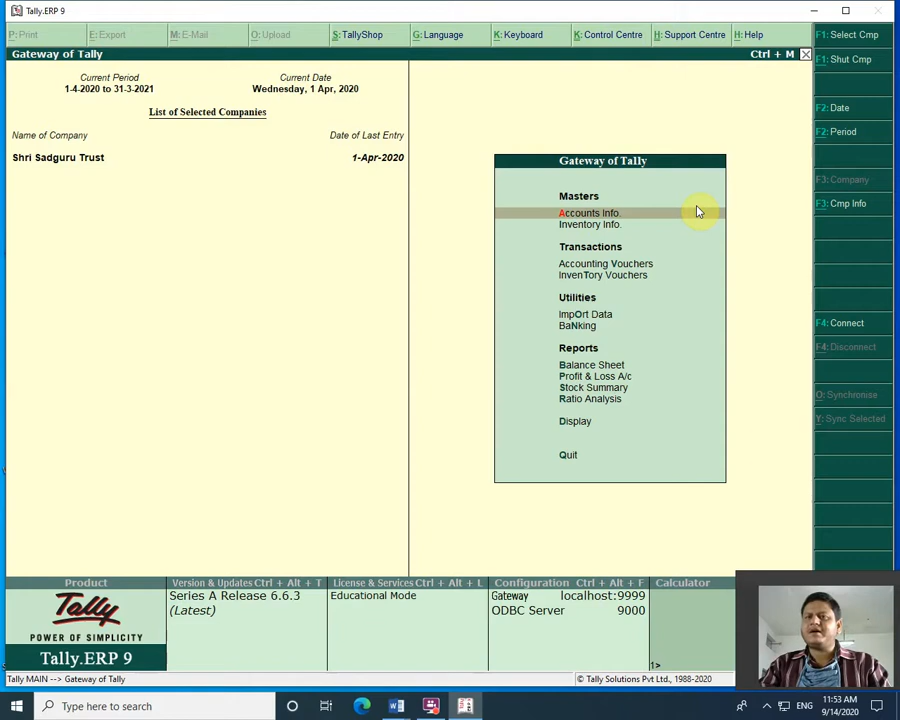 Tally.ERP 9
P: Print
E: Export
M: E-Mail
O: Upload
S: TallyShop
G: Language
K: Keyboard
K: Control Centre
H: Support Centre
H: Help
F1: Select Cmp
F1: Shut Cmp
F2: Date
F2: Period
F3: Company
F3: Cmp Info
F4: Connect
F4: Disconnect
O: Synchronise
Y: Sync Selected
Gateway of Tally
Ctrl + M
Current Period
1-4-2020 to 31-3-2021
Current Date
Wednesday, 1 Apr, 2020
List of Selected Companies
Name of Company
Date of Last Entry
Shri Sadguru Trust
1-Apr-2020
Gateway of Tally
Masters
Accounts Info.
Inventory Info.
Transactions
Accounting Vouchers
InvenTory Vouchers
Utilities
ImpOrt Data
BaNking
Reports
Balance Sheet
Profit & Loss A/c
Stock Summary
Ratio Analysis
Display
Quit
Product
Tally
POWER OF SIMPLICITY
Tally.ERP 9
Version & Updates Ctrl + Alt + T
Series A Release 6.6.3
(Latest)
License & Services Ctrl + Alt + L
Educational Mode
Configuration Ctrl + Alt + F
Gateway localhost:9999
ODBC Server 9000
Calculator
1>
Tally MAIN --> Gateway of Tally
© Tally Solutions Pvt Ltd., 1988-2020
Type here to search
ENG
11:53 AM
9/14/2020